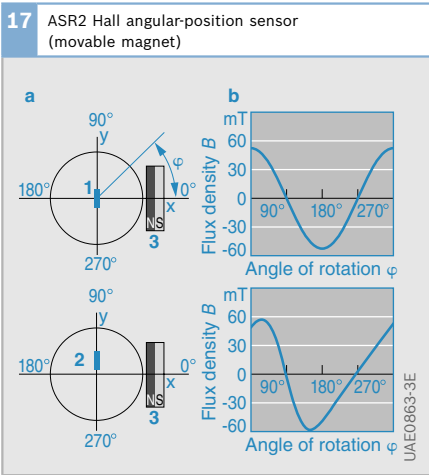 17 ASR2 Hall angular-position sensor
(movable magnet)
a
90°
y
φ
180°
1
0°
x
N S
3
270°
b
mT
Flux density B
60
30
0
-30
-60
90° 180° 270°
Angle of rotation φ
90°
y
180°
2
0°
x
N S
3
270°
mT
Flux density B
60
30
0
-30
-60
90° 180° 270°
Angle of rotation φ
UAE0863-3E